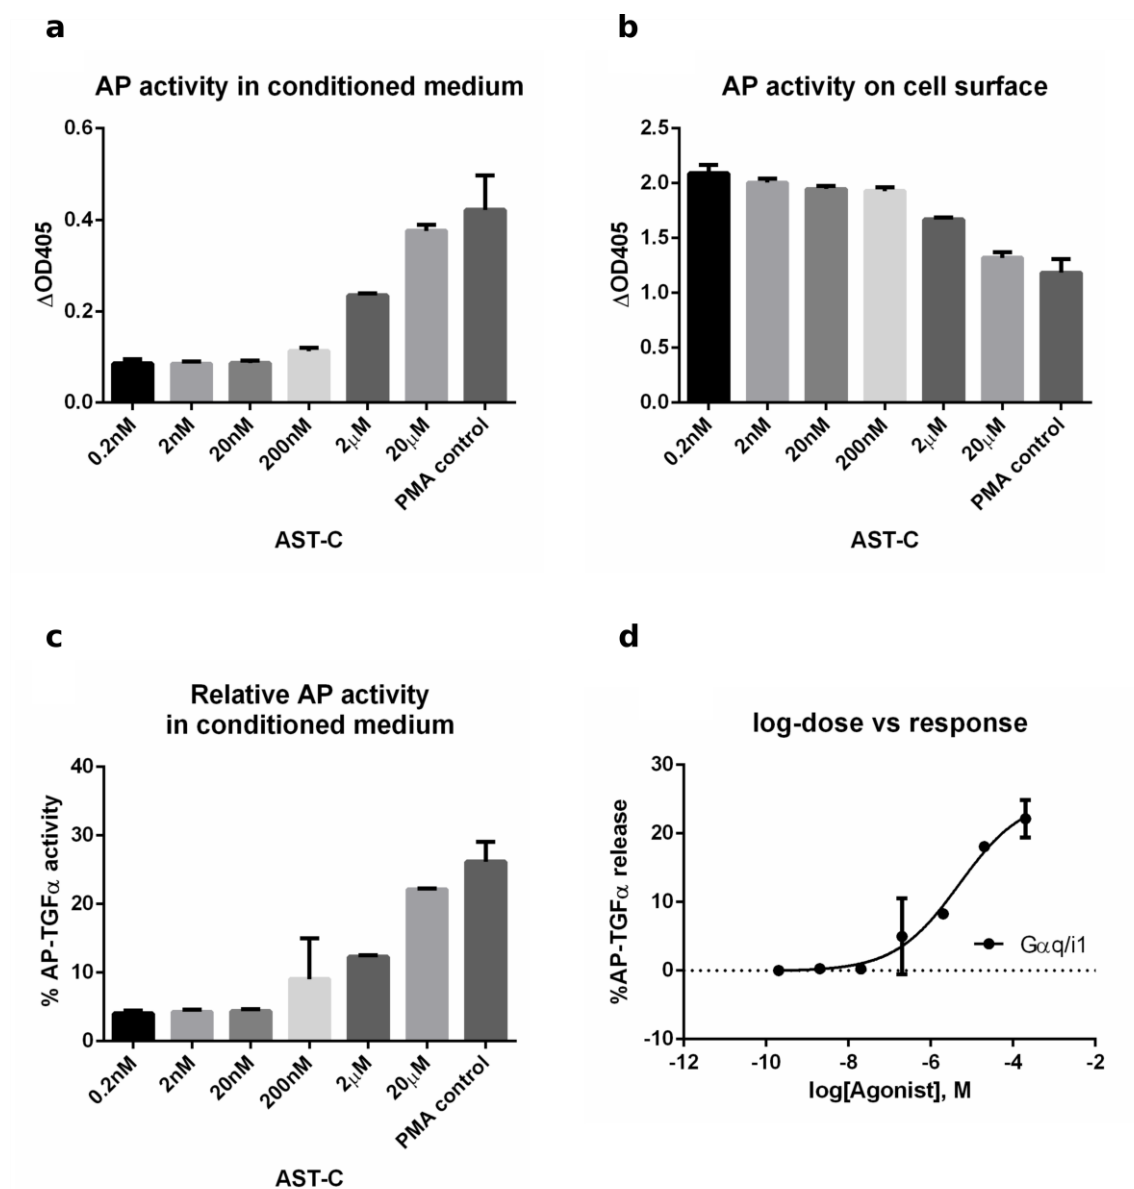 a
AP activity in conditioned medium
ΔOD405
0.6
0.4
0.2
0.0
0.2nM
2nM
20nM
200nM
2μM
20μM
PMA control
AST-C
b
AP activity on cell surface
ΔOD405
2.5
2.0
1.5
1.0
0.5
0.0
0.2nM
2nM
20nM
200nM
2μM
20μM
PMA control
AST-C
c
Relative AP activity
in conditioned medium
% AP-TGFα activity
40
30
20
10
0
0.2nM
2nM
20nM
200nM
2μM
20μM
PMA control
AST-C
d
log-dose vs response
%AP-TGFα release
30
20
10
0
-10
Gαq/i1
-12
-10
-8
-6
-4
-2
log[Agonist], M